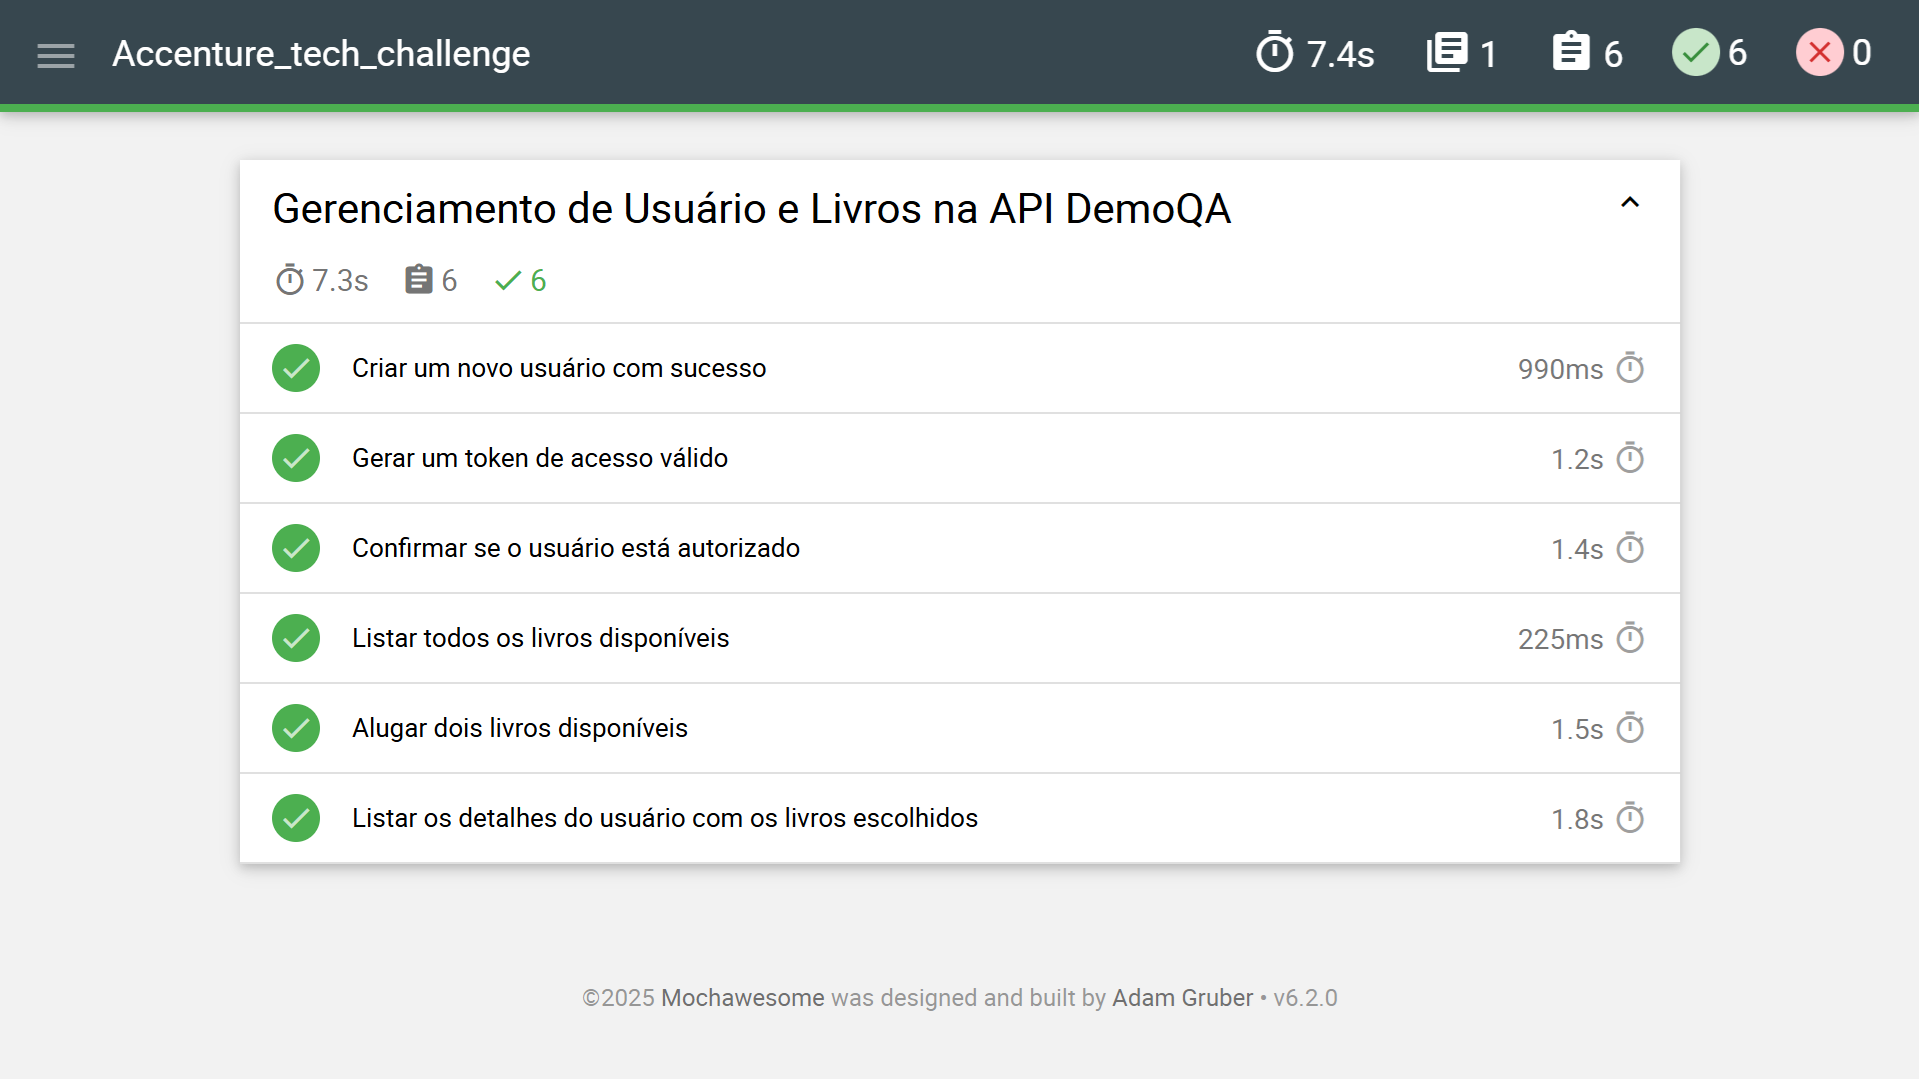 Accenture_tech_challenge 7.4s 1 6 6 0
Gerenciamento de Usuário e Livros na API DemoQA
7.3s 6 6
Criar um novo usuário com sucesso 990ms
Gerar um token de acesso válido 1.2s
Confirmar se o usuário está autorizado 1.4s
Listar todos os livros disponíveis 225ms
Alugar dois livros disponíveis 1.5s
Listar os detalhes do usuário com os livros escolhidos 1.8s
©2025 Mochawesome was designed and built by Adam Gruber • v6.2.0